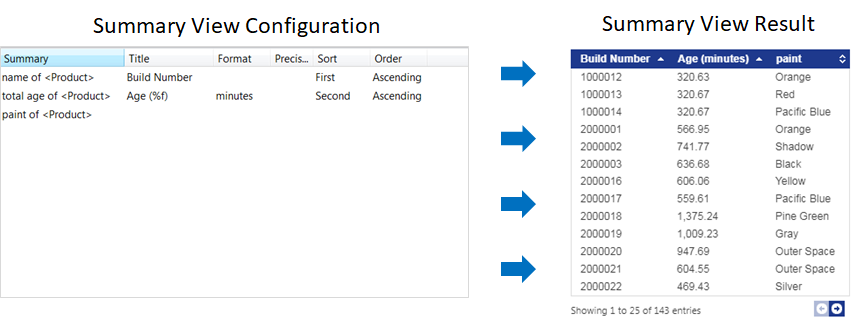 Summary View Configuration
Summary Title Format Precis... Sort Order
name of <Product> Build Number First Ascending
total age of <Product> Age (%f) minutes Second Ascending
paint of <Product>
Summary View Result
Build Number Age (minutes) paint
1000012 320.63 Orange
1000013 320.67 Red
1000014 320.67 Pacific Blue
2000001 566.95 Orange
2000002 741.77 Shadow
2000003 636.68 Black
2000016 606.06 Yellow
2000017 559.61 Pacific Blue
2000018 1,375.24 Pine Green
2000019 1,009.23 Gray
2000020 947.69 Outer Space
2000021 604.55 Outer Space
2000022 469.43 Silver
Showing 1 to 25 of 143 entries